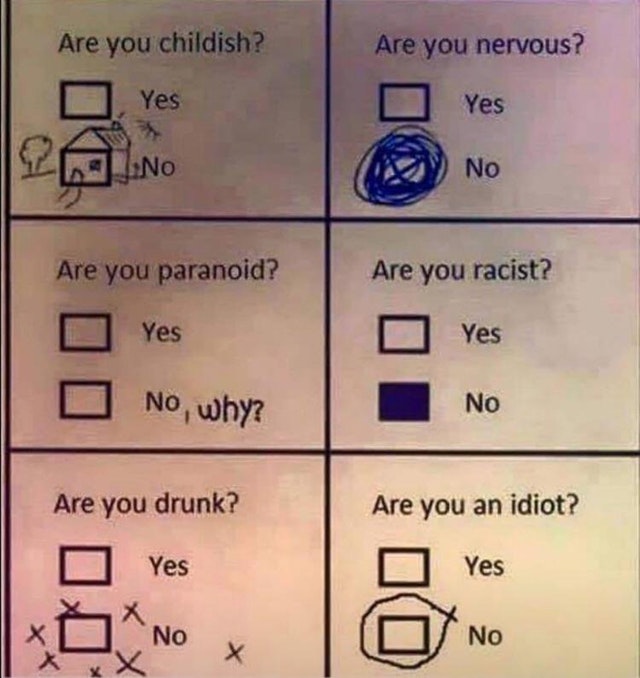 Are you childish?
Yes
No
Are you nervous?
Yes
No
Are you paranoid?
Yes
No, why?
Are you racist?
Yes
No
Are you drunk?
Yes
No
Are you an idiot?
Yes
No